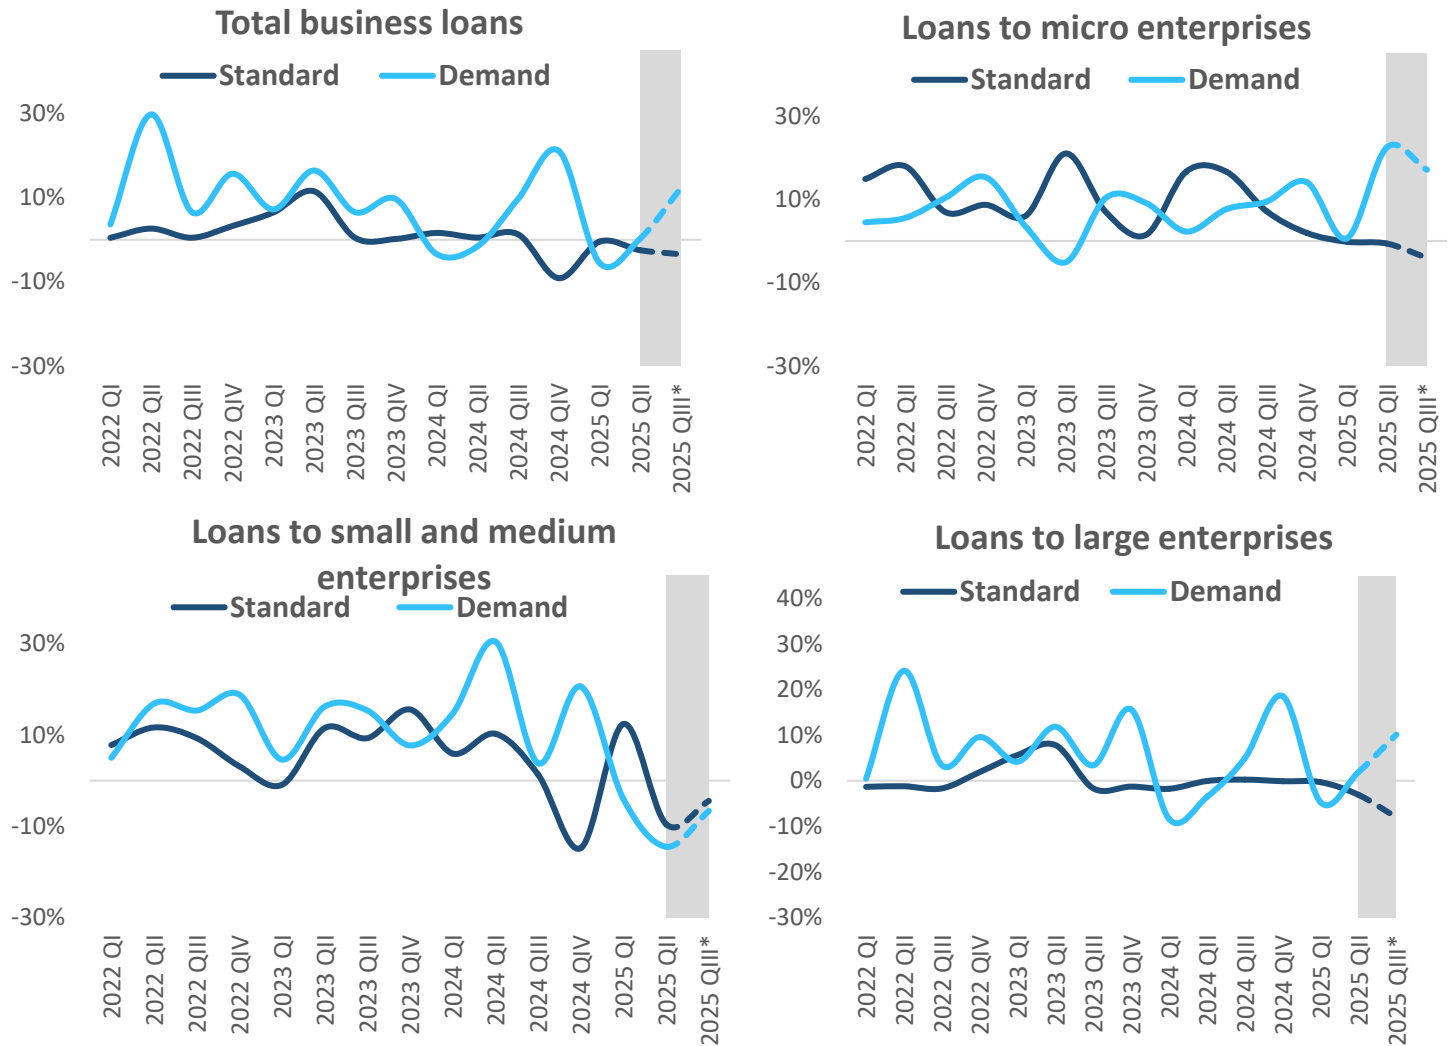 Total business loans
Standard Demand
30%
10%
-10%
-30%
2022 QI
2022 QII
2022 QIII
2022 QIV
2023 QI
2023 QII
2023 QIII
2023 QIV
2024 QI
2024 QII
2024 QIII
2024 QIV
2025 QI
2025 QII
2025 QIII*
Loans to micro enterprises
Standard Demand
30%
10%
-10%
-30%
2022 QI
2022 QII
2022 QIII
2022 QIV
2023 QI
2023 QII
2023 QIII
2023 QIV
2024 QI
2024 QII
2024 QIII
2024 QIV
2025 QI
2025 QII
2025 QIII*
Loans to small and medium
enterprises
Standard Demand
30%
10%
-10%
-30%
2022 QI
2022 QII
2022 QIII
2022 QIV
2023 QI
2023 QII
2023 QIII
2023 QIV
2024 QI
2024 QII
2024 QIII
2024 QIV
2025 QI
2025 QII
2025 QIII*
Loans to large enterprises
Standard Demand
40%
30%
20%
10%
0%
-10%
-20%
-30%
2022 QI
2022 QII
2022 QIII
2022 QIV
2023 QI
2023 QII
2023 QIII
2023 QIV
2024 QI
2024 QII
2024 QIII
2024 QIV
2025 QI
2025 QII
2025 QIII*